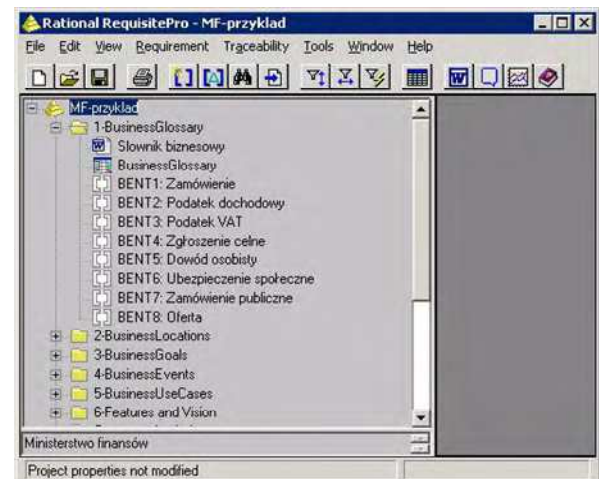 Rational RequisitePro - MF-przyklad
File Edit View Requirement Traceability Tools Window Help
MF-przyklad
1-BusinessGlossary
Slownik biznesowy
BusinessGlossary
BENT1: Zamówienie
BENT2: Podatek dochodowy
BENT3: Podatek VAT
BENT4: Zgłoszenie celne
BENT5: Dowód osobisty
BENT6: Ubezpieczenie społeczne
BENT7: Zamówienie publiczne
BENT8: Oferta
2-BusinessLocations
3-BusinessGoals
4-BusinessEvents
5-BusinessUseCases
6-Features and Vision
Ministerstwo finansów
Project properties not modified